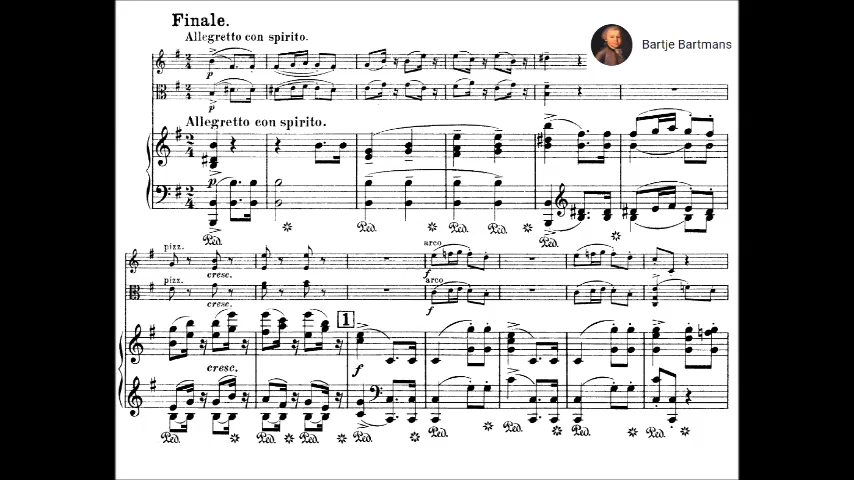 Finale.
Allegretto con spirito.
Bartje Bartmans
p
p
Allegretto con spirito.
p
Ped. Ped. Ped. Ped. Ped.
pizz. arco
cresc. f
pizz. arco
cresc. f
1
cresc. f
Ped. Ped. Ped. Ped. Ped. Ped. Ped. Ped. Ped.